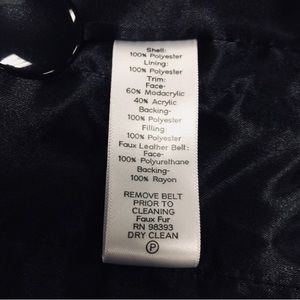 Shell:
100% Polyester
Lining:
100% Polyester
Trim:
Face-
60% Modacrylic
40% Acrylic
Backing-
100% Polyester
Filling:
100% Polyester
Faux Leather Belt:
Face-
100% Polyurethane
Backing-
100% Rayon
REMOVE BELT
PRIOR TO
CLEANING
Faux Fur
RN 98393
DRY CLEAN
P